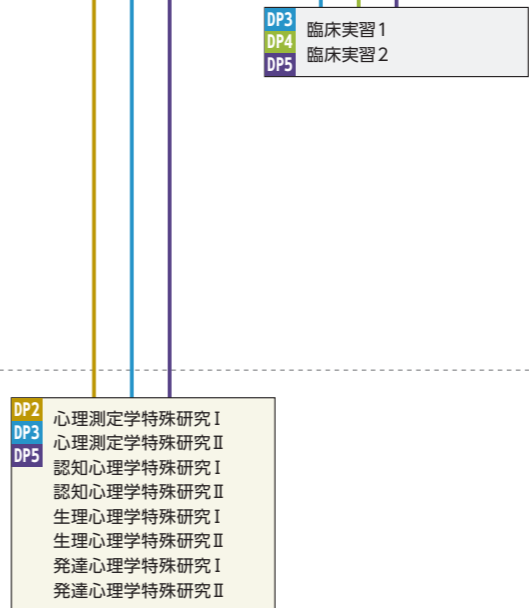 DP3
DP4
DP5
臨床実習1
臨床実習2
DP2
DP3
DP5
心理測定学特殊研究Ⅰ
心理測定学特殊研究Ⅱ
認知心理学特殊研究Ⅰ
認知心理学特殊研究Ⅱ
生理心理学特殊研究Ⅰ
生理心理学特殊研究Ⅱ
発達心理学特殊研究Ⅰ
発達心理学特殊研究Ⅱ